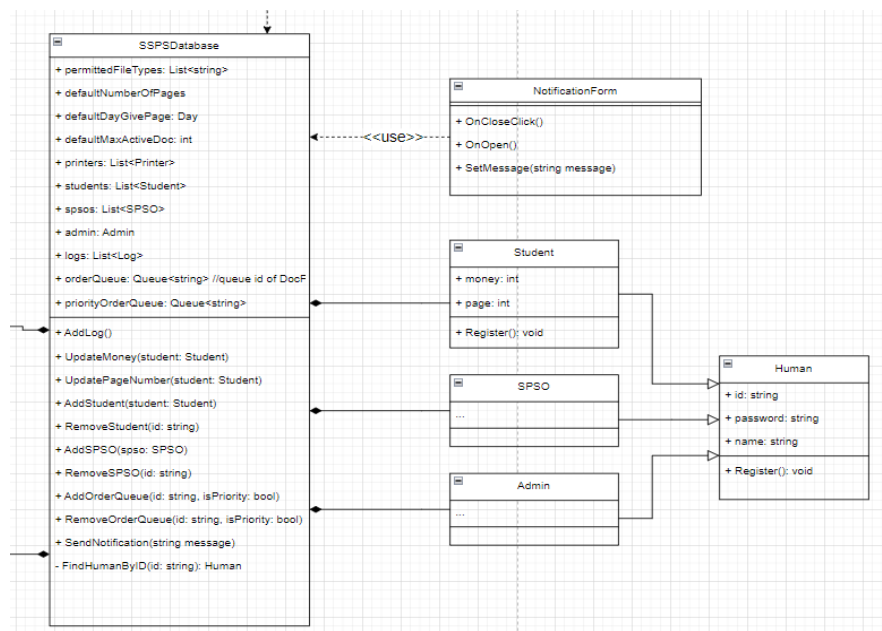 SSPSDatabase
+ permittedFileTypes: List<string>
+ defaultNumberOfPages
+ defaultDayGivePage: Day
+ defaultMaxActiveDoc: int
+ printers: List<Printer>
+ students: List<Student>
+ spsos: List<SPSO>
+ admin: Admin
+ logs: List<Log>
+ orderQueue: Queue<string> //queue id of DocF
+ priorityOrderQueue: Queue<string>
+ AddLog()
+ UpdateMoney(student: Student)
+ UpdatePageNumber(student: Student)
+ AddStudent(student: Student)
+ RemoveStudent(id: string)
+ AddSPSO(spso: SPSO)
+ RemoveSPSO(id: string)
+ AddOrderQueue(id: string, isPriority: bool)
+ RemoveOrderQueue(id: string, isPriority: bool)
+ SendNotification(string message)
- FindHumanByID(id: string): Human
<<use>>
NotificationForm
+ OnCloseClick()
+ OnOpen()
+ SetMessage(string message)
Student
+ money: int
+ page: int
+ Register(): void
SPSO
...
Admin
...
Human
+ id: string
+ password: string
+ name: string
+ Register(): void